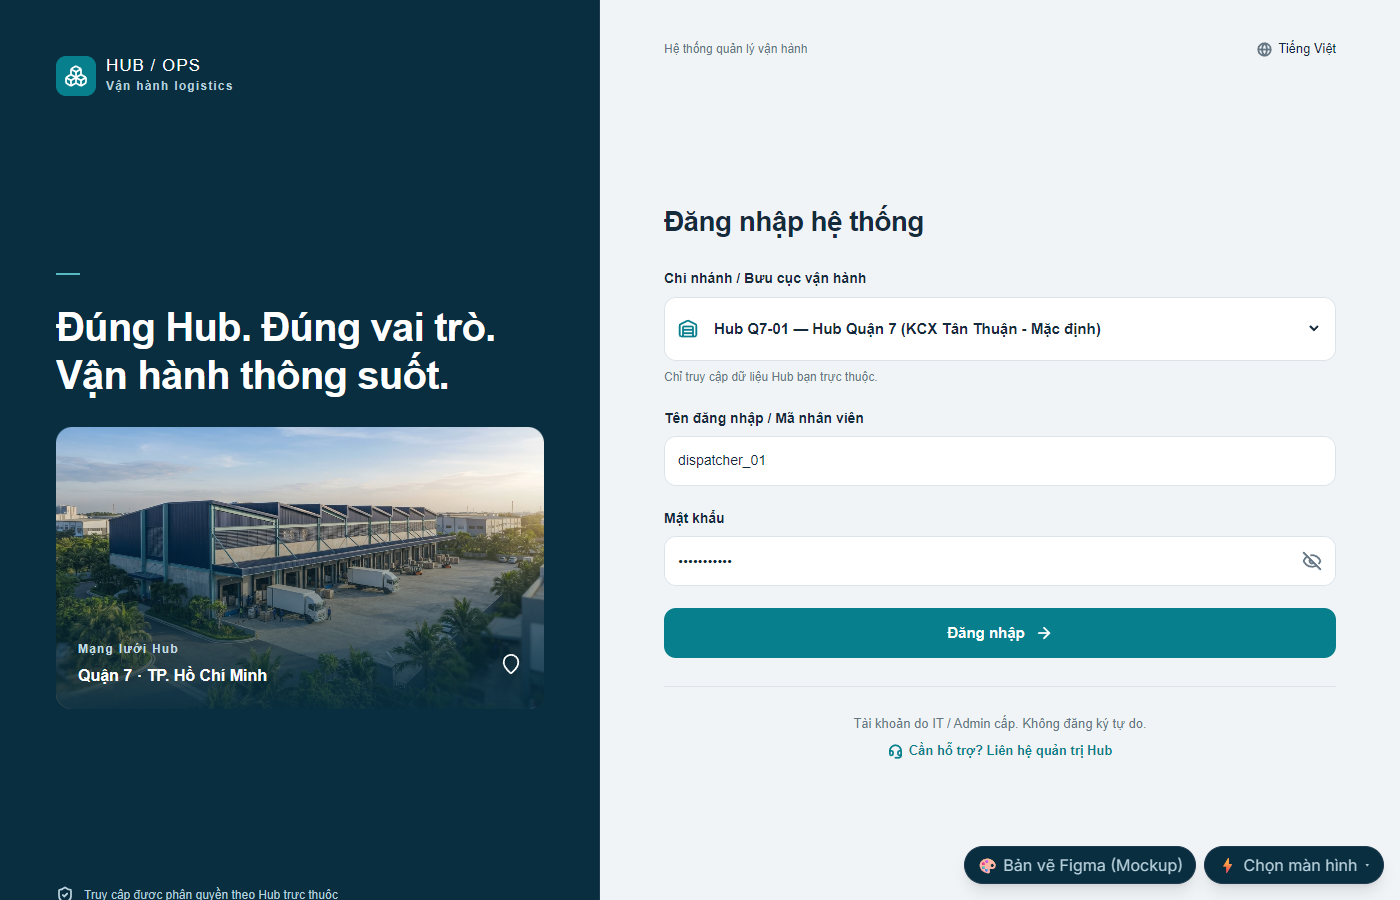 HUB / OPS
Vận hành logistics
Đúng Hub. Đúng vai trò.
Vận hành thông suốt.
Mạng lưới Hub
Quận 7 · TP. Hồ Chí Minh
Truy cập được phân quyền theo Hub trực thuộc
Hệ thống quản lý vận hành
Tiếng Việt
Đăng nhập hệ thống
Chi nhánh / Bưu cục vận hành
Hub Q7-01 — Hub Quận 7 (KCX Tân Thuận - Mặc định)
Chỉ truy cập dữ liệu Hub bạn trực thuộc.
Tên đăng nhập / Mã nhân viên
dispatcher_01
Mật khẩu
•••••••••••
Đăng nhập
Tài khoản do IT / Admin cấp. Không đăng ký tự do.
Cần hỗ trợ? Liên hệ quản trị Hub
Bản vẽ Figma (Mockup)
Chọn màn hình ·